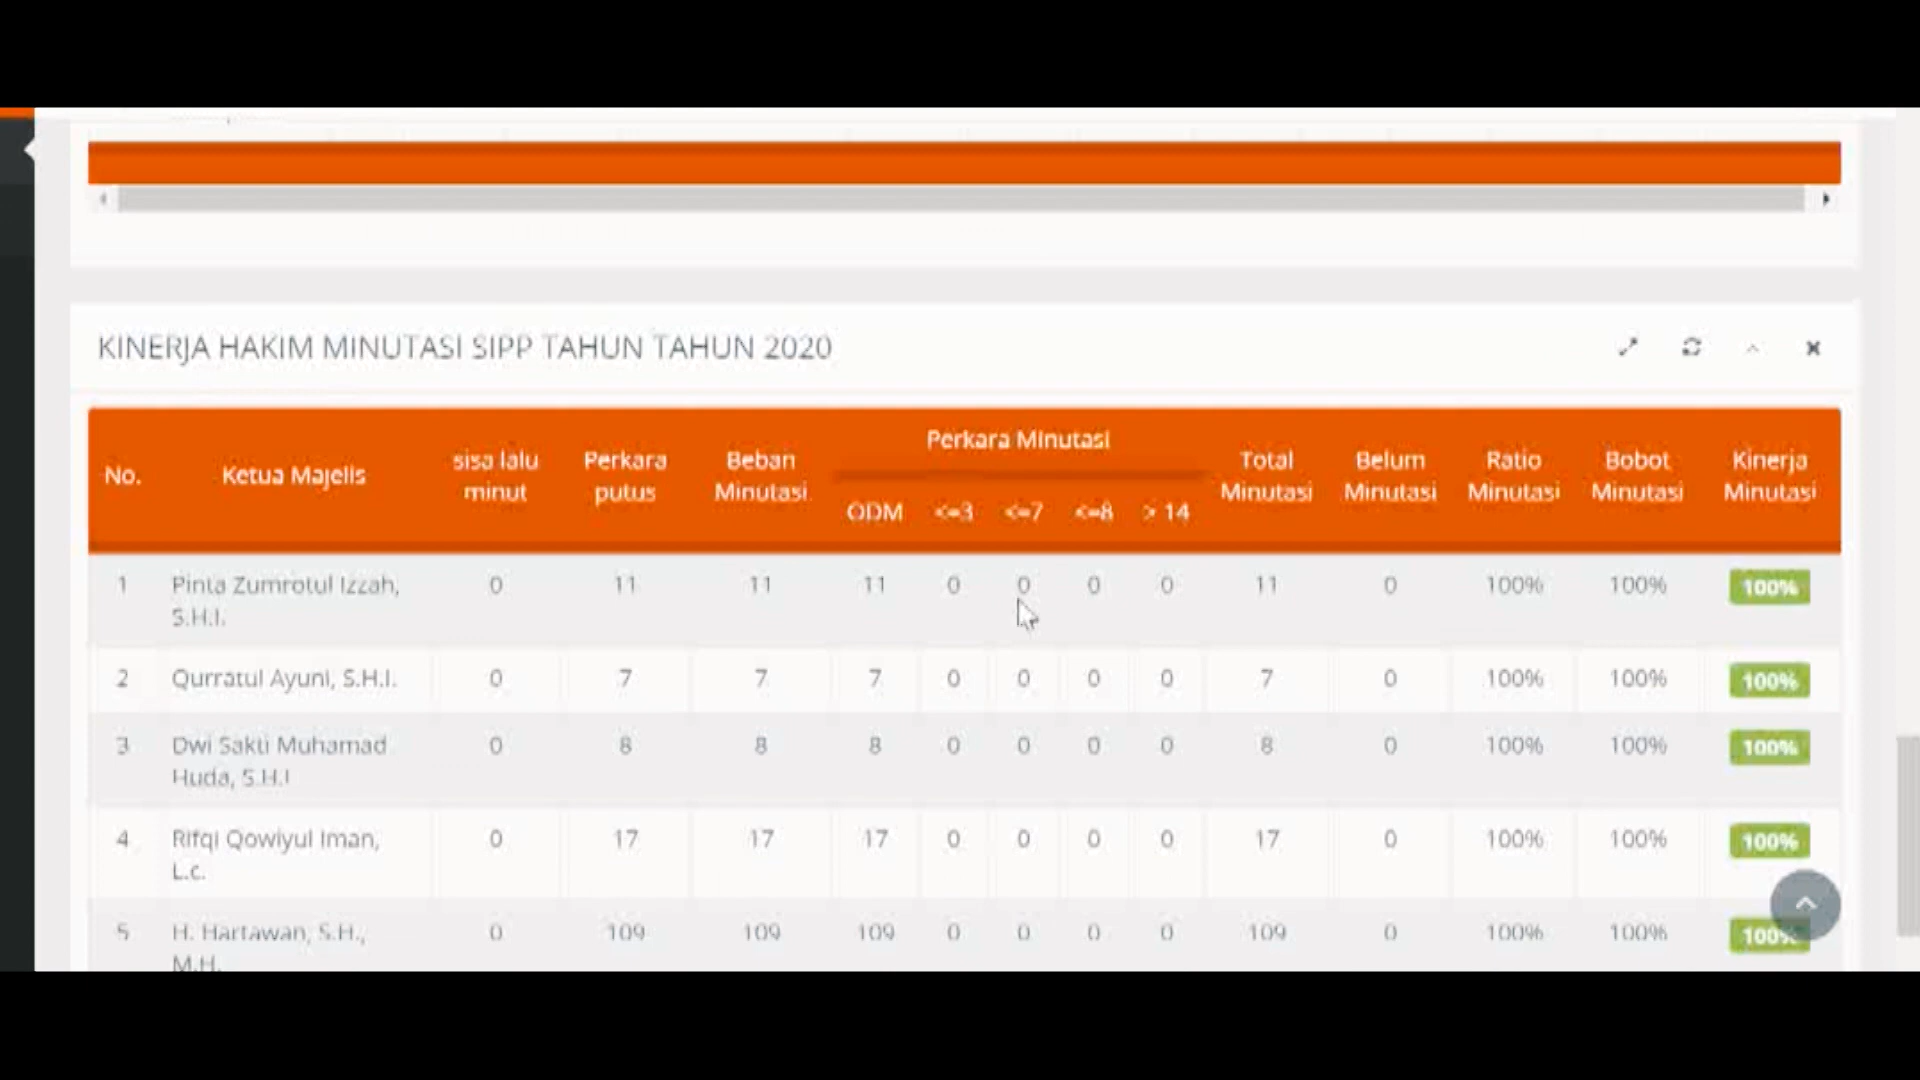 KINERJA HAKIM MINUTASI SIPP TAHUN TAHUN 2020
No. Ketua Majelis sisa lalu minut Perkara putus Beban Minutasi Perkara Minutasi ODM <=3 <=7 <=8 > 14 Total Minutasi Belum Minutasi Ratio Minutasi Bobot Minutasi Kinerja Minutasi
1 Pinta Zumrotul Izzah, 0 11 11 11 0 0 0 0 11 0 100% 100% 100%
S.H.I.
2 Qurratul Ayuni, S.H.I. 0 7 7 7 0 0 0 0 7 0 100% 100% 100%
3 Dwi Sakti Muhamad 0 8 8 8 0 0 0 0 8 0 100% 100% 100%
Huda, S.H.I
4 Rifqi Qowiyul Iman, 0 17 17 17 0 0 0 0 17 0 100% 100% 100%
L.c.
5 H. Hartawan, S.H., 0 109 109 109 0 0 0 0 109 0 100% 100% 100%
M.H.